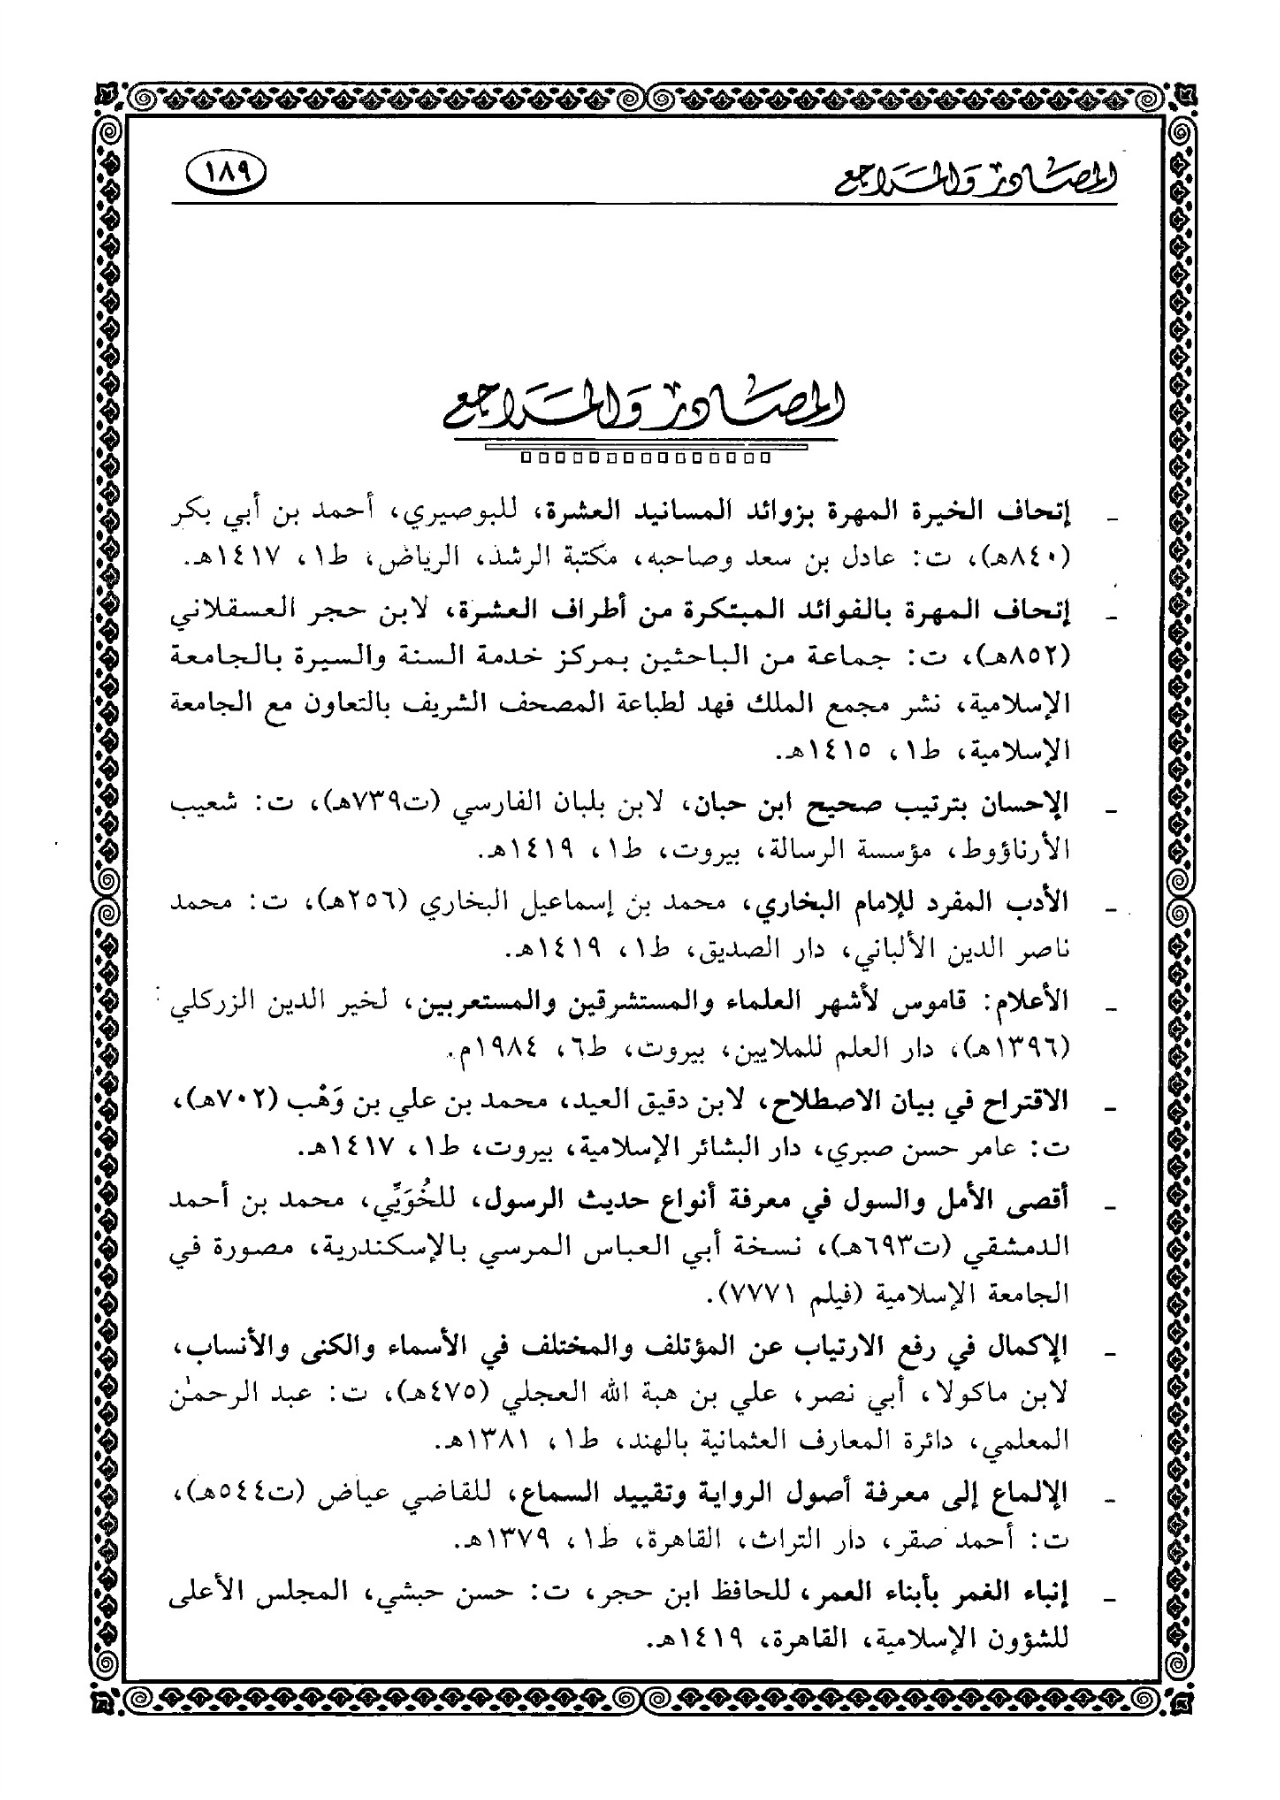 المصادر والمراجع
١٨٩
المصادر والمراجع
- إتحاف الخيرة المهرة بزوائد المسانيد العشرة، للبوصيري، أحمد بن أبي بكر
(٨٤٠هـ)، ت: عادل بن سعد وصاحبه، مكتبة الرشد، الرياض، ط١، ١٤١٧هـ.
- إتحاف المهرة بالفوائد المبتكرة من أطراف العشرة، لابن حجر العسقلاني
(٨٥٢هـ)، ت: جماعة من الباحثين بمركز خدمة السنة والسيرة بالجامعة
الإسلامية، نشر مجمع الملك فهد لطباعة المصحف الشريف بالتعاون مع الجامعة
الإسلامية، ط١، ١٤١٥هـ.
- الإحسان بترتيب صحيح ابن حبان، لابن بلبان الفارسي (ت٧٣٩هـ)، ت: شعيب
الأرناؤوط، مؤسسة الرسالة، بيروت، ط١، ١٤١٩هـ.
- الأدب المفرد للإمام البخاري، محمد بن إسماعيل البخاري (٢٥٦هـ)، ت: محمد
ناصر الدين الألباني، دار الصديق، ط١، ١٤١٩هـ.
- الأعلام: قاموس لأشهر العلماء والمستشرقين والمستعربين، لخير الدين الزركلي
(١٣٩٦هـ)، دار العلم للملايين، بيروت، ط٦، ١٩٨٤م.
- الاقتراح في بيان الاصطلاح، لابن دقيق العيد، محمد بن علي بن وَهْب (٧٠٢هـ)،
ت: عامر حسن صبري، دار البشائر الإسلامية، بيروت، ط١، ١٤١٧هـ.
- أقصى الأمل والسول في معرفة أنواع حديث الرسول، للخُوَيِّي، محمد بن أحمد
الدمشقي (ت٦٩٣هـ)، نسخة أبي العباس المرسي بالإسكندرية، مصورة في
الجامعة الإسلامية (فيلم ٧٧٧١).
- الإكمال في رفع الارتياب عن المؤتلف والمختلف في الأسماء والكنى والأنساب،
لابن ماكولا، أبي نصر، علي بن هبة الله العجلي (٤٧٥هـ)، ت: عبد الرحمٰن
المعلمي، دائرة المعارف العثمانية بالهند، ط١، ١٣٨١هـ.
- الإلماع إلى معرفة أصول الرواية وتقييد السماع، للقاضي عياض (ت٥٤٤هـ)،
ت: أحمد صقر، دار التراث، القاهرة، ط١، ١٣٧٩هـ.
- إنباء الغمر بأبناء العمر، للحافظ ابن حجر، ت: حسن حبشي، المجلس الأعلى
للشؤون الإسلامية، القاهرة، ١٤١٩هـ.